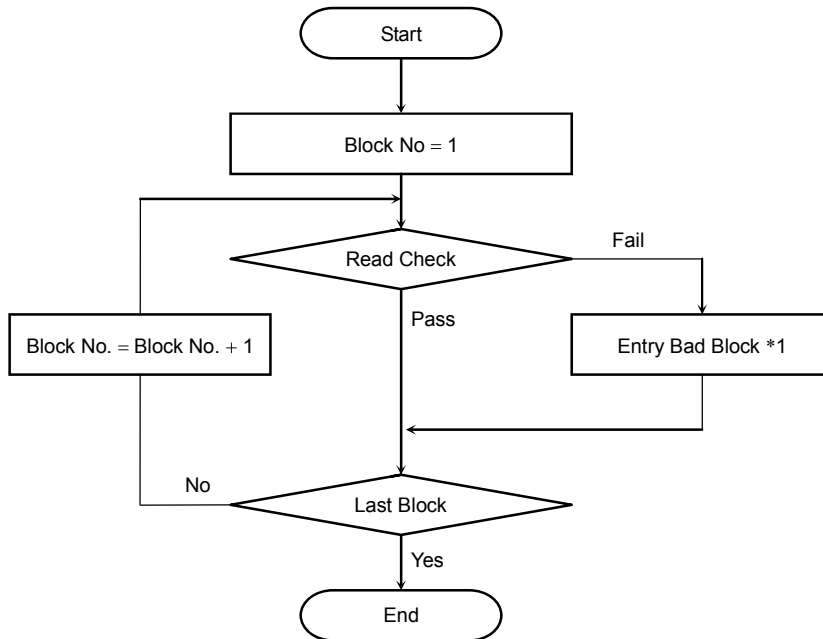 Start
Block No = 1
Read Check
Fail
Pass
Block No. = Block No. + 1
Entry Bad Block *1
No
Last Block
Yes
End